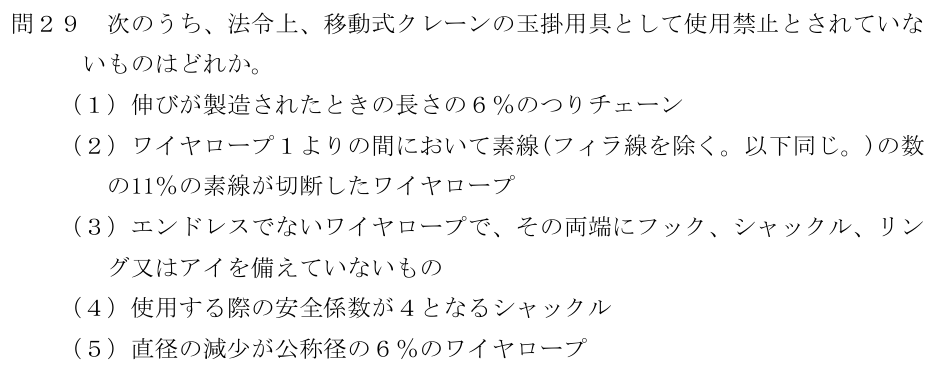 問２９　次のうち、法令上、移動式クレーンの玉掛用具として使用禁止とされていな
いものはどれか。
（１）伸びが製造されたときの長さの６％のつりチェーン
（２）ワイヤロープ１よりの間において素線(フィラ線を除く。以下同じ。)の数
の11％の素線が切断したワイヤロープ
（３）エンドレスでないワイヤロープで、その両端にフック、シャックル、リン
グ又はアイを備えていないもの
（４）使用する際の安全係数が４となるシャックル
（５）直径の減少が公称径の６％のワイヤロープ